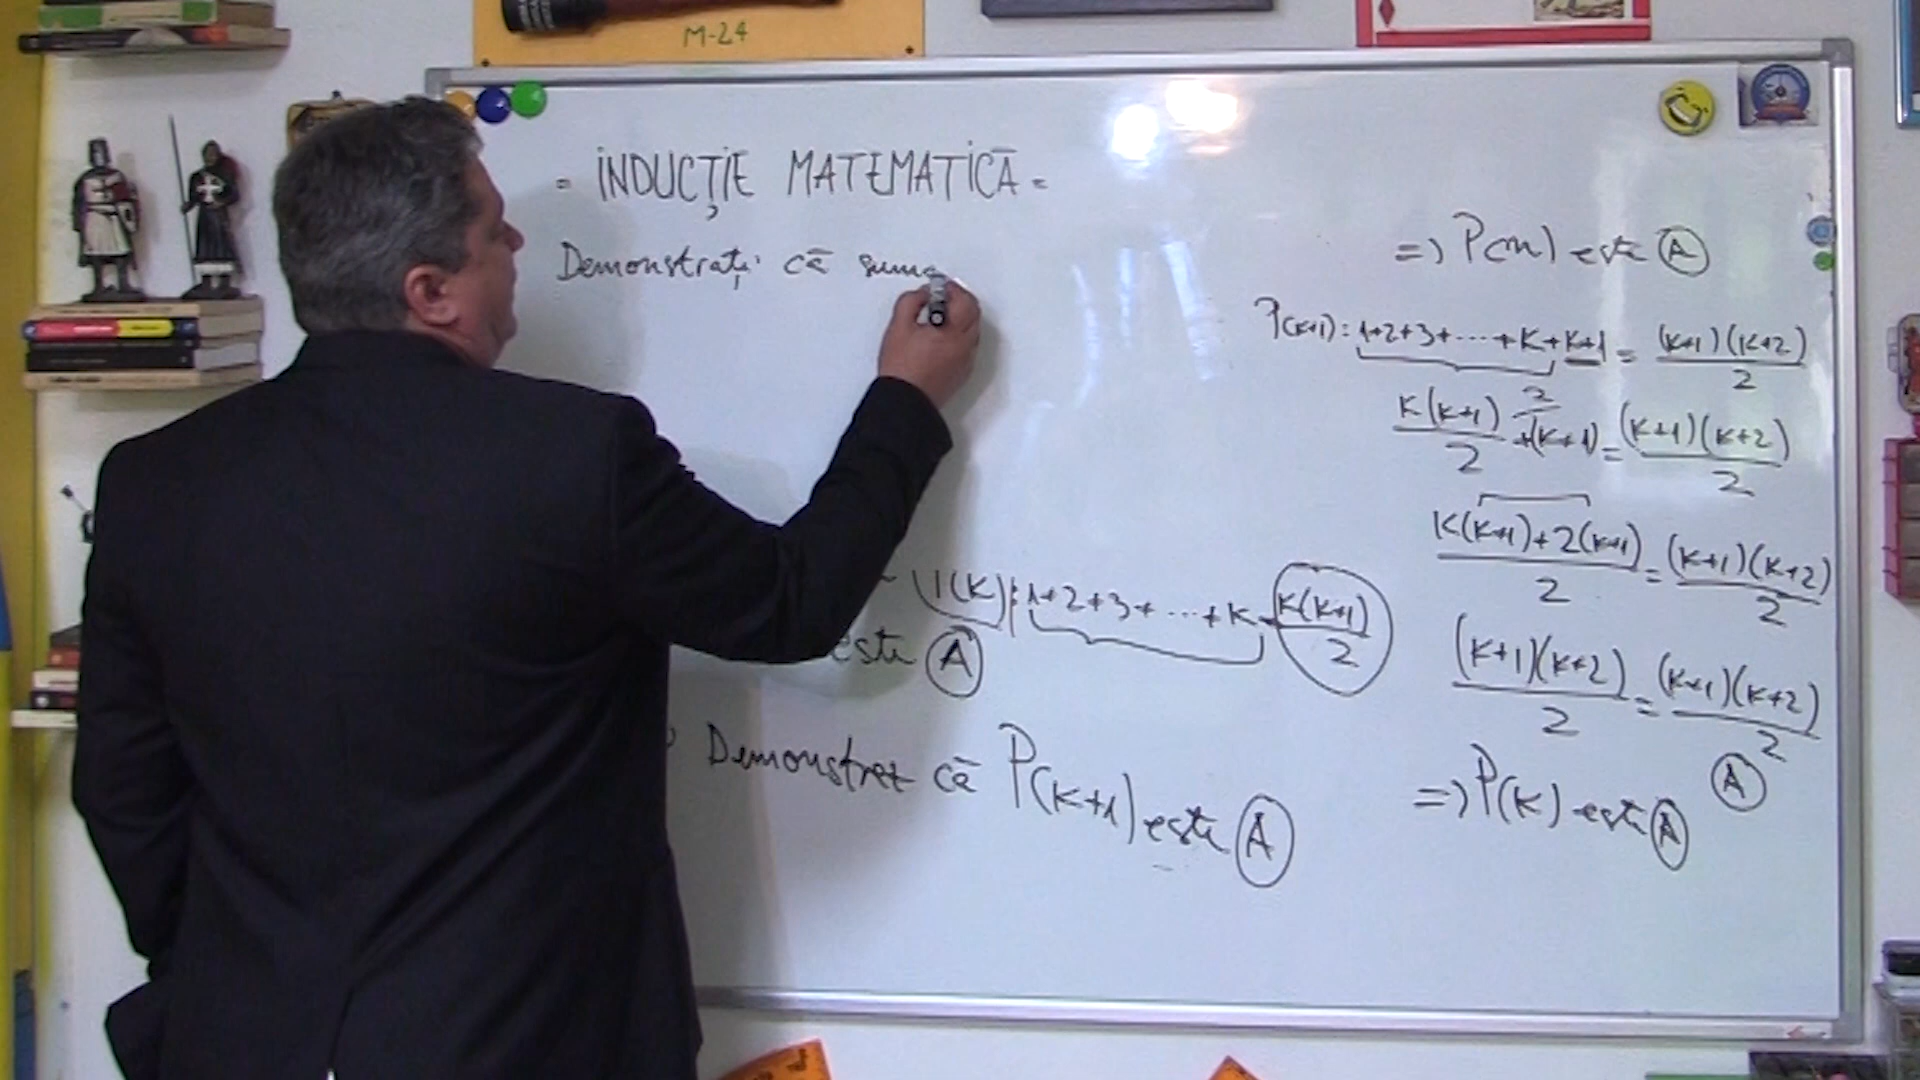 M-24
= INDUCȚIE MATEMATICĂ =
Demonstrați că suma
P(K): 1+2+3+...+K = K(K+1)/2
este A
Demonstrez că P(K+1) este A
=> P(n) este A
P(K+1): 1+2+3+....+K+K+1 = (K+1)(K+2)/2
K(K+1)/2 + 2/(K+1) = (K+1)(K+2)/2
K(K+1)+2(K+1)/2 = (K+1)(K+2)/2
(K+1)(K+2)/2 = (K+1)(K+2)/2
A
=> P(K) este A